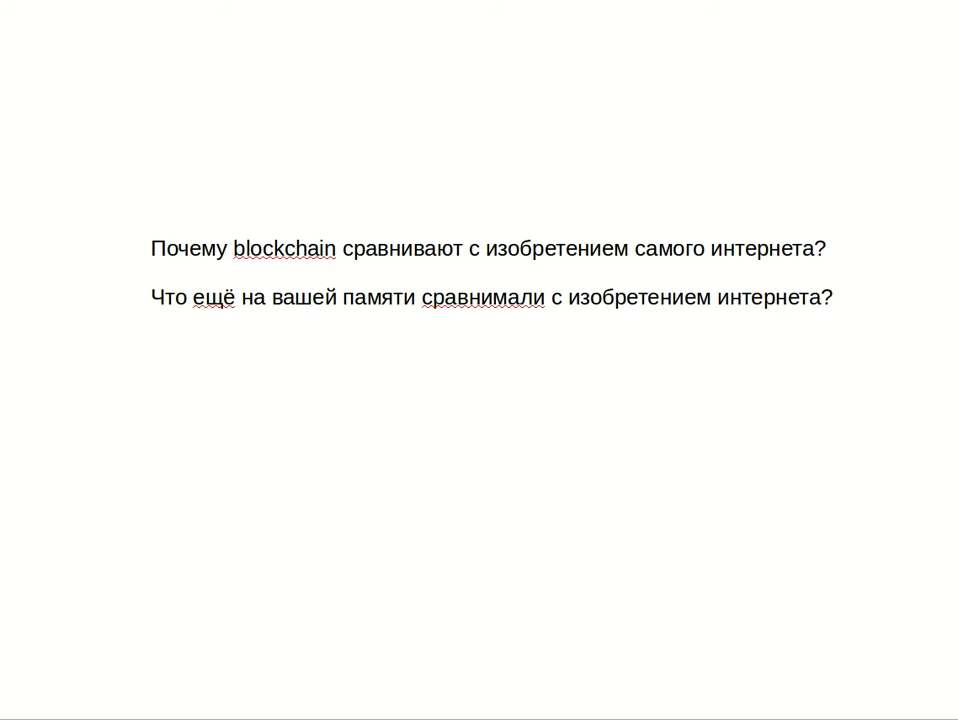 Почему blockchain сравнивают с изобретением самого интернета?
Что ещё на вашей памяти сравнимали с изобретением интернета?